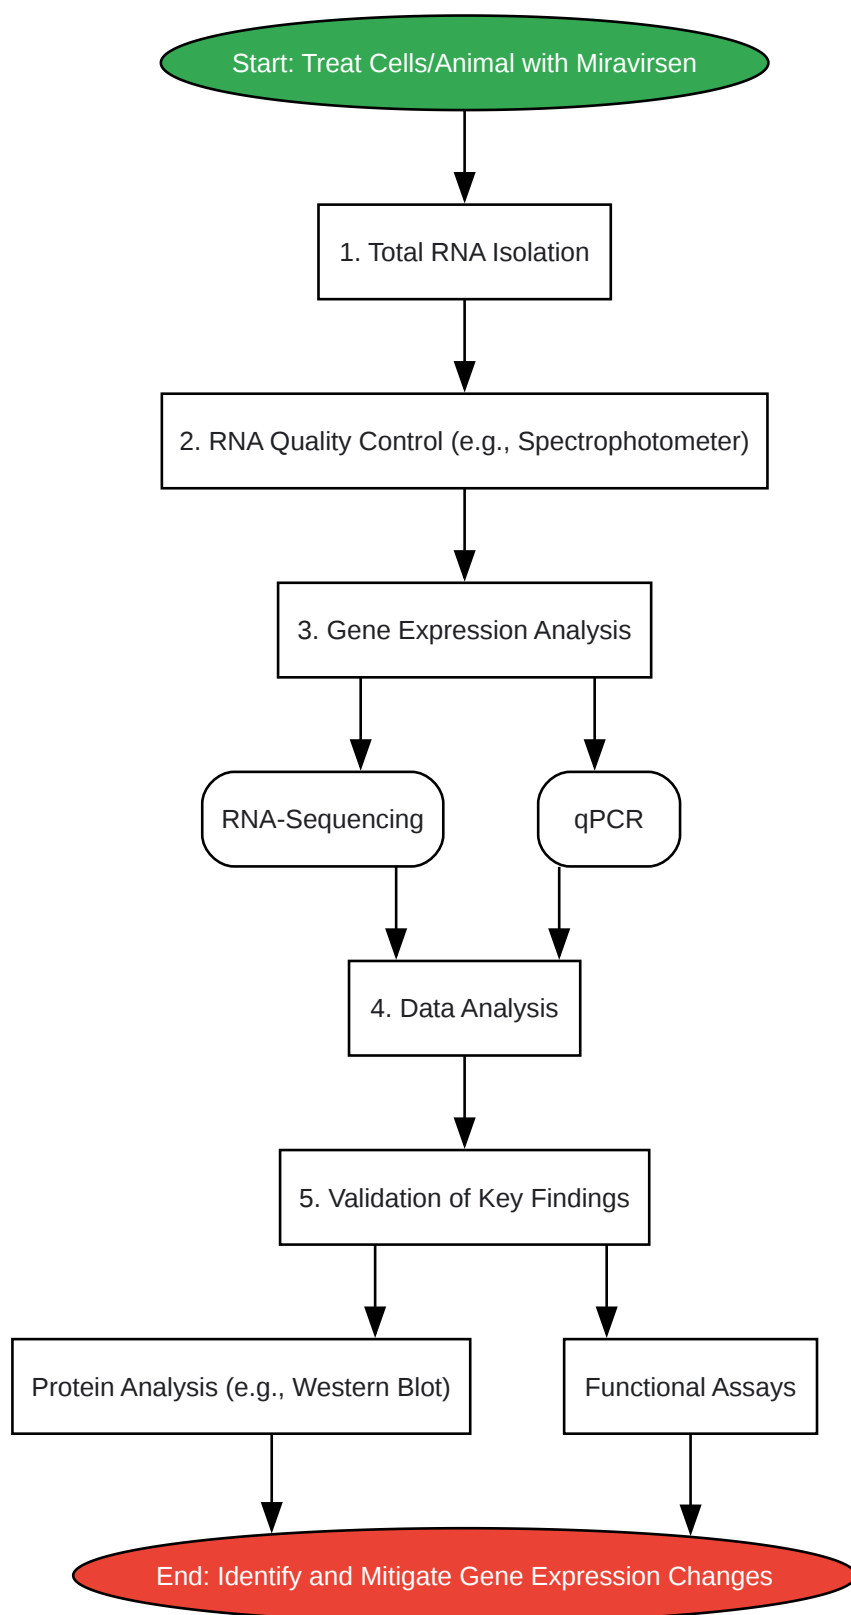 Start: Treat Cells/Animal with Miravirsen
1. Total RNA Isolation
2. RNA Quality Control (e.g., Spectrophotometer)
3. Gene Expression Analysis
RNA-Sequencing
qPCR
4. Data Analysis
5. Validation of Key Findings
Protein Analysis (e.g., Western Blot)
Functional Assays
End: Identify and Mitigate Gene Expression Changes